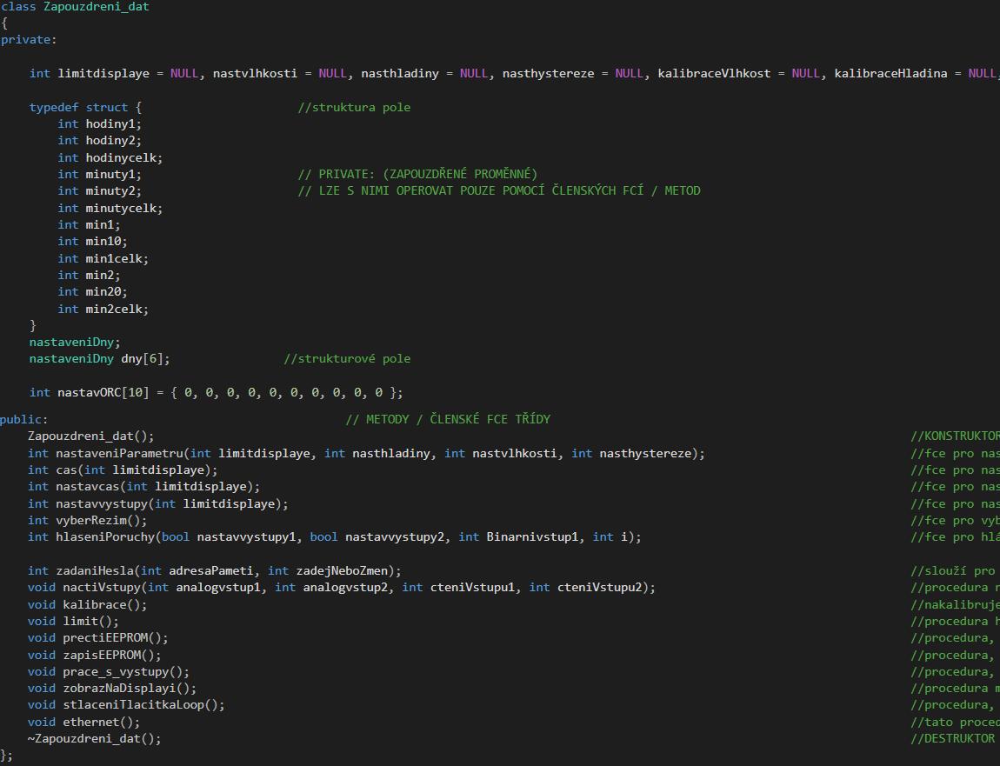 class Zapouzdreni_dat
{
private:
int limitdisplaye = NULL, nastvlhkosti = NULL, nasthladiny = NULL, nasthystereze = NULL, kalibraceVlhkost = NULL, kalibraceHladina = NULL,
typedef struct { //struktura pole
int hodiny1;
int hodiny2;
int hodinycelk;
int minuty1; // PRIVATE: (ZAPOUZDŘENÉ PROMĚNNÉ)
int minuty2; // LZE S NIMI OPEROVAT POUZE POMOCÍ ČLENSKÝCH FCÍ / METOD
int minutycelk;
int min1;
int min10;
int min1celk;
int min2;
int min20;
int min2celk;
}
nastaveniDny;
nastaveniDny dny[6]; //strukturové pole
int nastavORC[10] = { 0, 0, 0, 0, 0, 0, 0, 0, 0, 0 };
public: // METODY / ČLENSKÉ FCE TŘÍDY
Zapouzdreni_dat(); //KONSTRUKTOR
int nastaveniParametru(int limitdisplaye, int nasthladiny, int nastvlhkosti, int nasthystereze); //fce pro nas
int cas(int limitdisplaye); //fce pro nas
int nastavcas(int limitdisplaye); //fce pro nas
int nastavvystupy(int limitdisplaye); //fce pro nas
int vyberRezim(); //fce pro vyb
int hlaseniPoruchy(bool nastavvystupy1, bool nastavvystupy2, int Binarnivstup1, int i); //fce pro hlá
int zadaniHesla(int adresaPameti, int zadejNeboZmen); //slouží pro
void nactiVstupy(int analogvstup1, int analogvstup2, int cteniVstupu1, int cteniVstupu2); //procedura n
void kalibrace(); //nakalibruje
void limit(); //procedura h
void prectiEEPROM(); //procedura,
void zapisEEPROM(); //procedura,
void prace_s_vystupy(); //procedura,
void zobrazNaDisplayi(); //procedura m
void stlaceniTlacitkaLoop(); //procedura,
void ethernet(); //tato proced
~Zapouzdreni_dat(); //DESTRUKTOR
};